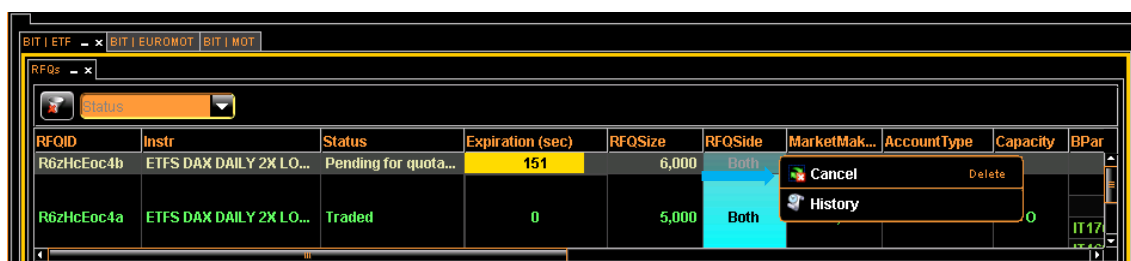 BIT | ETF BIT | EUROMOT BIT | MOT
RFQs
Status
RFQID Instr Status Expiration (sec) RFQSize RFQSide MarketMak... AccountType Capacity BPar
R6zHcEoc4b ETFS DAX DAILY 2X LO... Pending for quota... 151 6,000 Both
Cancel Delete
History
R6zHcEoc4a ETFS DAX DAILY 2X LO... Traded 0 5,000 Both O
IT17